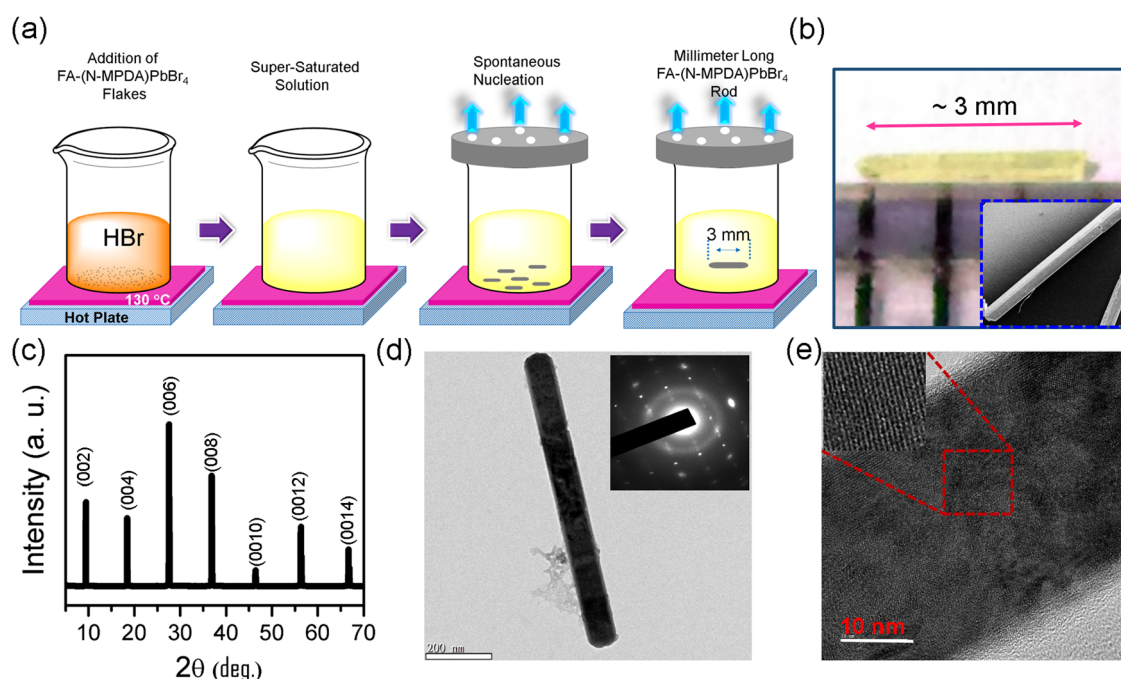 (a)
Addition of
FA-(N-MPDA)PbBr₄
Flakes
Super-Saturated
Solution
Spontaneous
Nucleation
Millimeter Long
FA-(N-MPDA)PbBr₄
Rod
HBr
130 °C
Hot Plate
3 mm
(b)
~ 3 mm
(c)
Intensity (a. u.)
(002)
(004)
(006)
(008)
(0010)
(0012)
(0014)
10 20 30 40 50 60 70
2θ (deg.)
(d)
200 nm
(e)
10 nm